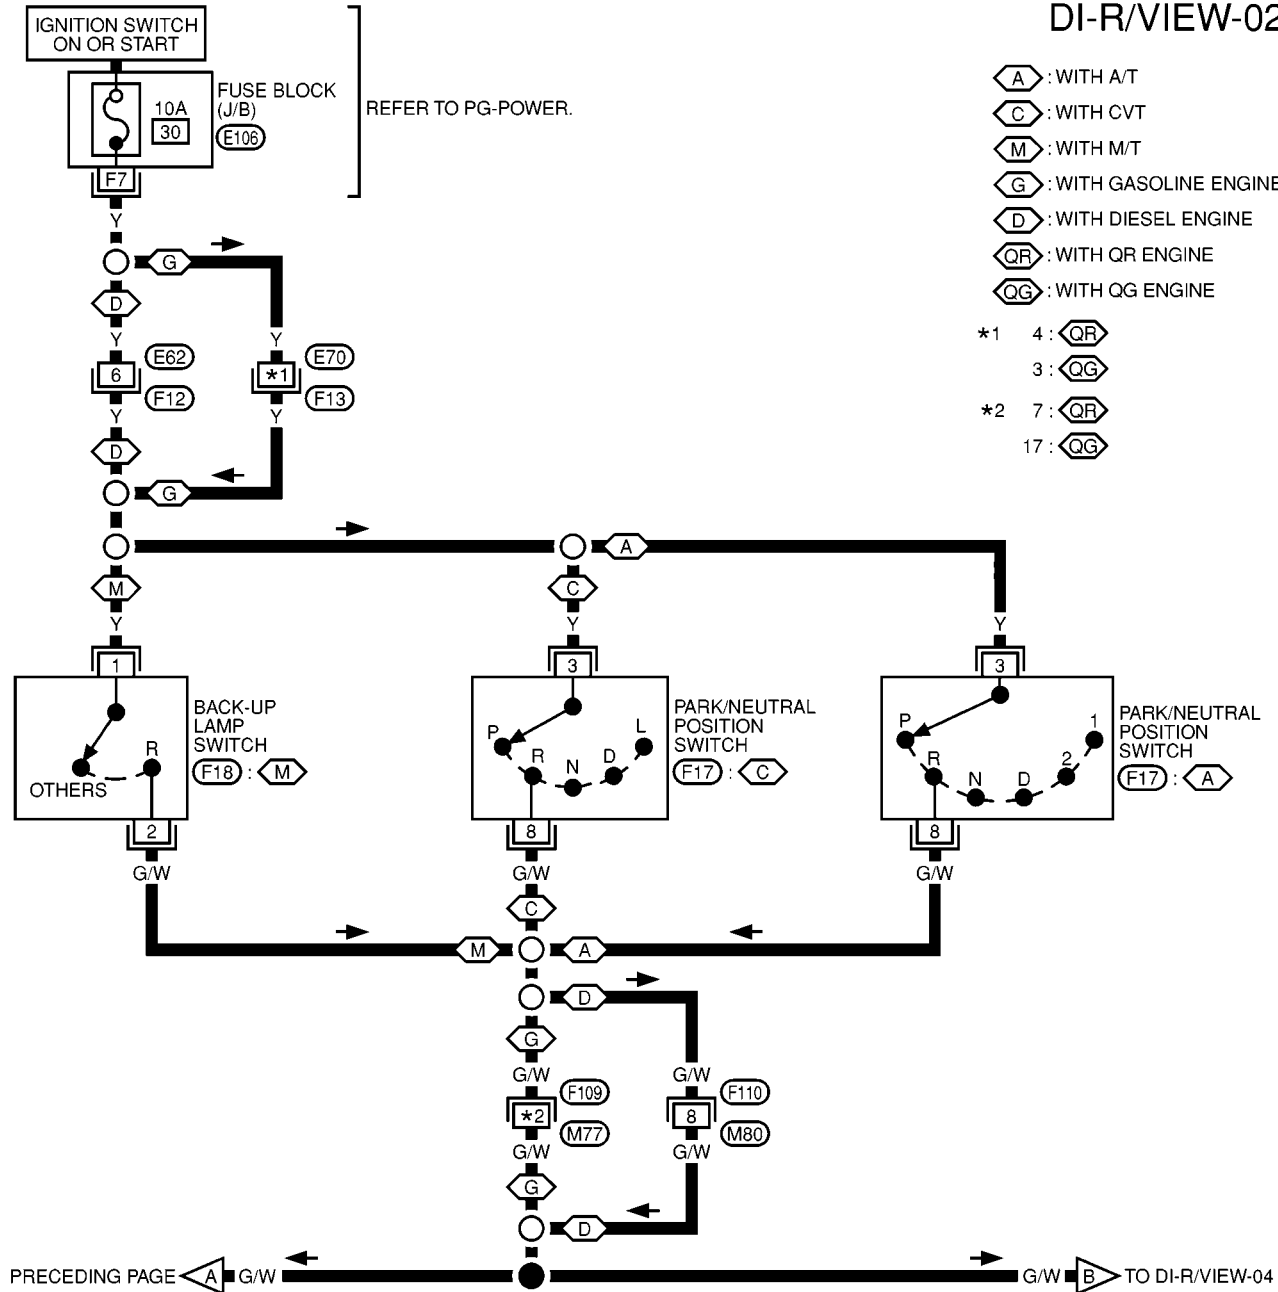 DI-R/VIEW-02
IGNITION SWITCH
ON OR START
FUSE BLOCK
(J/B)
10A
30
E106
REFER TO PG-POWER.
F7
A : WITH A/T
C : WITH CVT
M : WITH M/T
G : WITH GASOLINE ENGINE
D : WITH DIESEL ENGINE
QR : WITH QR ENGINE
QG : WITH QG ENGINE
*1 4 : QR
3 : QG
*2 7 : QR
17 : QG
Y
G
D
Y Y
6 E62 *1 E70
F12 F13
Y Y
D
G
A
M C
Y Y Y
1 3 3
BACK-UP
LAMP
SWITCH
F18 : M
R
OTHERS
PARK/NEUTRAL
POSITION
SWITCH
F17 : C
P R N D L
PARK/NEUTRAL
POSITION
SWITCH
F17 : A
P R N D 2 1
2 8 8
G/W G/W G/W
C
M A
D
G
G/W G/W
*2 F109 8 F110
M77 M80
G/W G/W
G
D
PRECEDING PAGE A G/W G/W B TO DI-R/VIEW-04